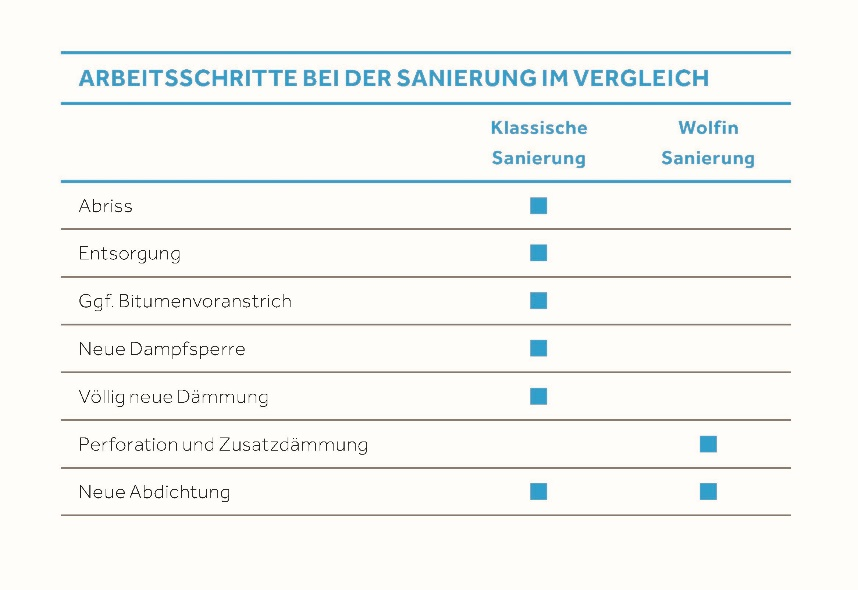 ARBEITSSCHRITTE BEI DER SANIERUNG IM VERGLEICH
Klassische Sanierung
Wolfin Sanierung
Abriss
Entsorgung
Ggf. Bitumenvoranstrich
Neue Dampfsperre
Völlig neue Dämmung
Perforation und Zusatzdämmung
Neue Abdichtung